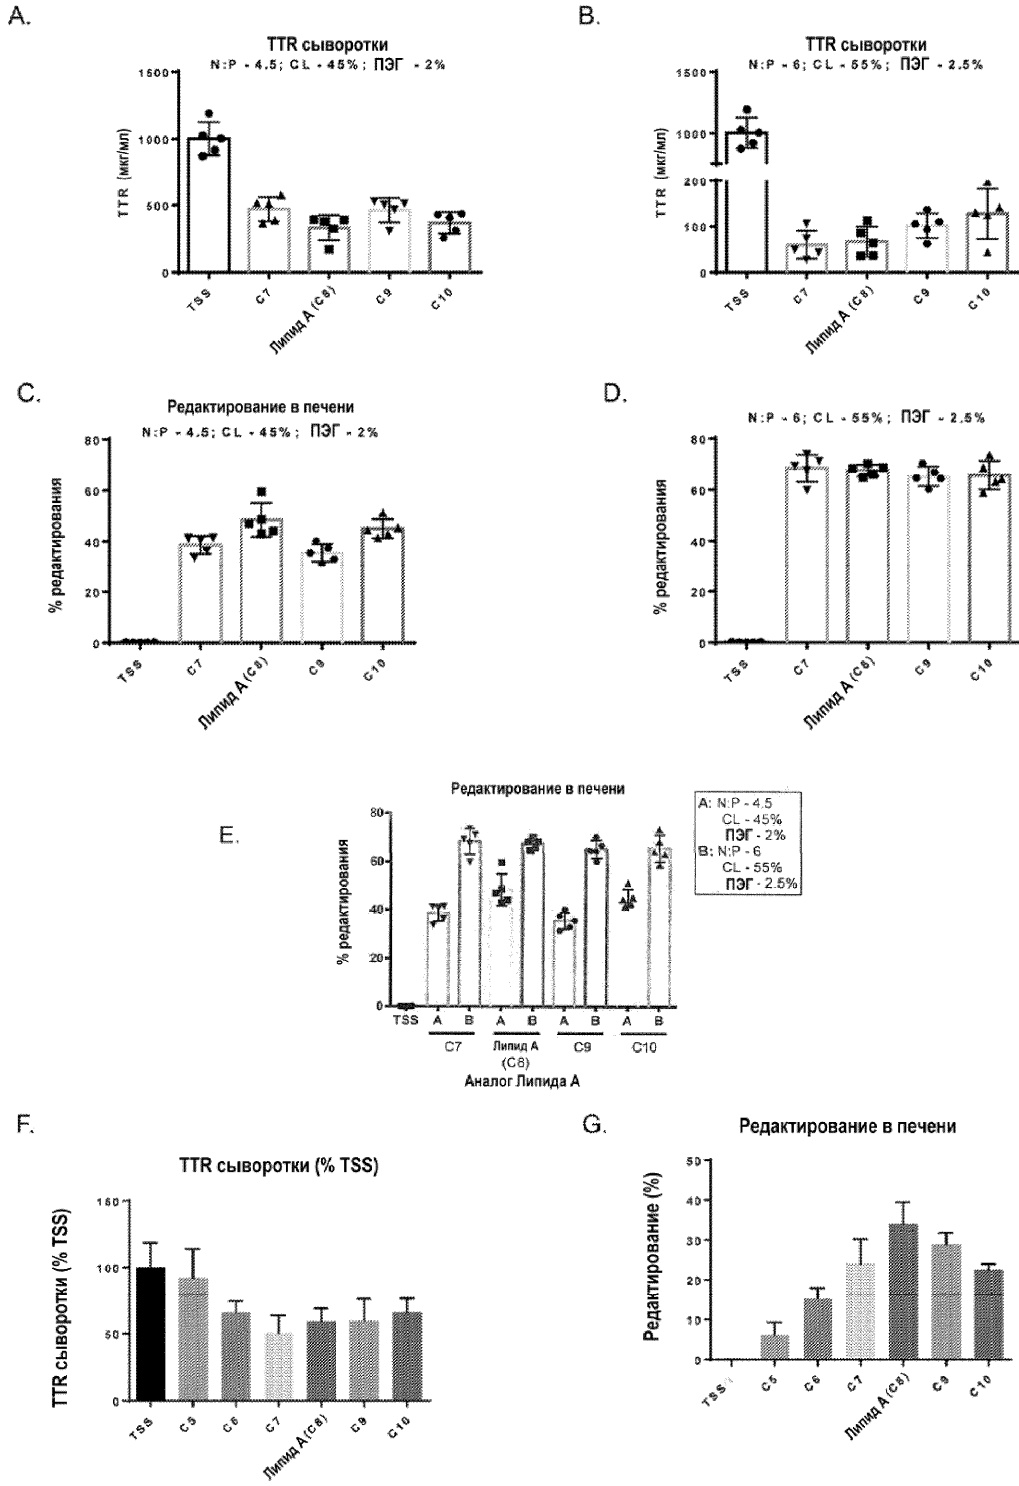 A.
TTR сыворотки
N:P - 4.5; CL - 45%; ПЭГ - 2%
TTR (мкг/мл)
1500
1000
500
0
TSS
C7
Липид А (C8)
C9
C10
B.
TTR сыворотки
N:P - 6; CL - 55%; ПЭГ - 2.5%
TTR (мкг/мл)
1500
1000
200
100
0
TSS
C7
Липид А (C8)
C9
C10
C.
Редактирование в печени
N:P - 4.5; CL - 45%; ПЭГ - 2%
% редактирования
80
60
40
20
0
TSS
C7
Липид А (C8)
C9
C10
D.
N:P - 6; CL - 55%; ПЭГ - 2.5%
% редактирования
80
60
40
20
0
TSS
C7
Липид А (C8)
C9
C10
E.
Редактирование в печени
% редактирования
80
60
40
20
0
TSS A B A B A B A B
C7 Липид А C9 C10
(C8)
Аналог Липида А
A: N:P - 4.5
CL - 45%
ПЭГ - 2%
B: N:P - 6
CL - 55%
ПЭГ - 2.5%
F.
TTR сыворотки (% TSS)
TTR сыворотки (% TSS)
150
100
50
0
TSS
C5
C6
C7
Липид А (C8)
C9
C10
G.
Редактирование в печени
Редактирование (%)
50
40
30
20
10
0
TSS
C5
C6
C7
Липид А (C8)
C9
C10